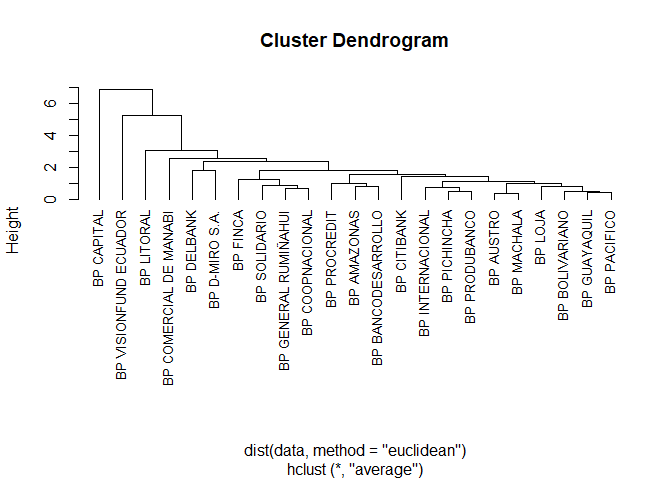 Cluster Dendrogram
Height
6
4
2
0
BP CAPITAL
BP VISIONFUND ECUADOR
BP LITORAL
BP COMERCIAL DE MANABI
BP DELBANK
BP D-MIRO S.A.
BP FINCA
BP SOLIDARIO
BP GENERAL RUMIÑAHUI
BP COOPNACIONAL
BP PROCREDIT
BP AMAZONAS
BP BANCODESARROLLO
BP CITIBANK
BP INTERNACIONAL
BP PICHINCHA
BP PRODUBANCO
BP AUSTRO
BP MACHALA
BP LOJA
BP BOLIVARIANO
BP GUAYAQUIL
BP PACIFICO
dist(data, method = "euclidean")
hclust (*, "average")